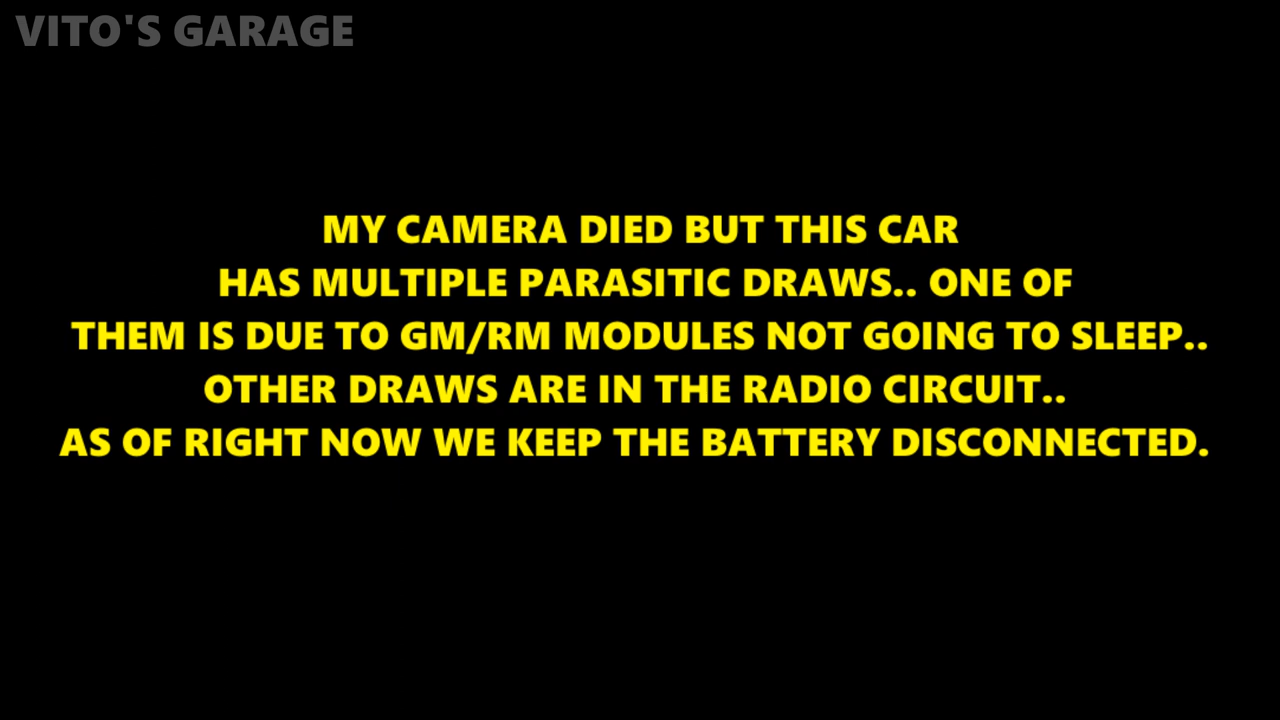 VITO'S GARAGE
MY CAMERA DIED BUT THIS CAR
HAS MULTIPLE PARASITIC DRAWS.. ONE OF
THEM IS DUE TO GM/RM MODULES NOT GOING TO SLEEP..
OTHER DRAWS ARE IN THE RADIO CIRCUIT..
AS OF RIGHT NOW WE KEEP THE BATTERY DISCONNECTED.